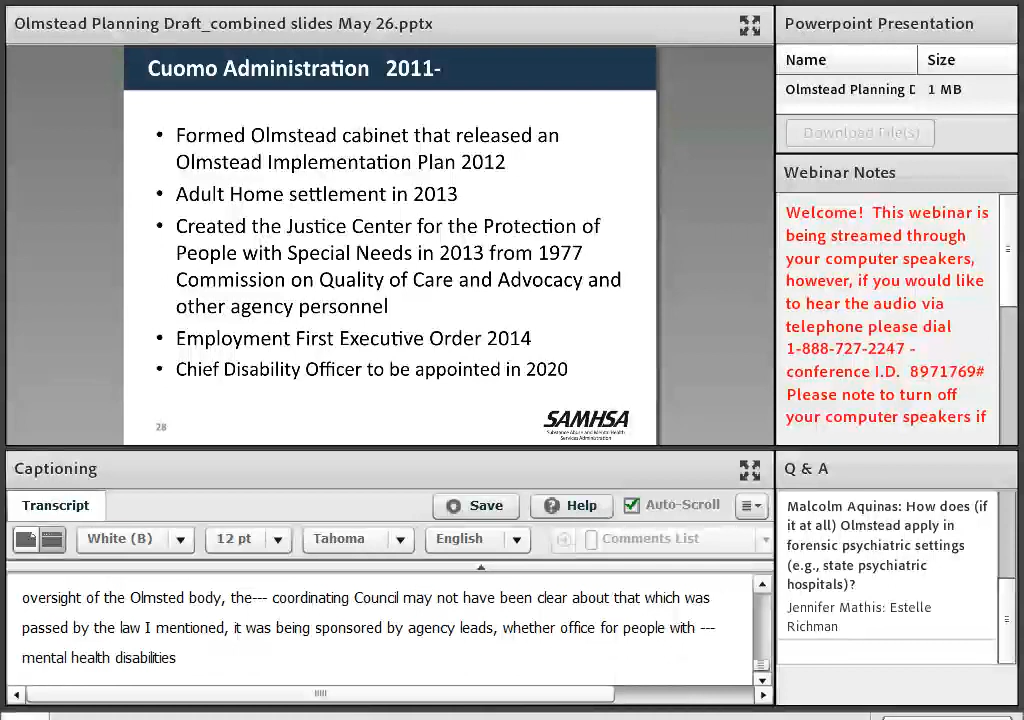 Olmstead Planning Draft_combined slides May 26.pptx
Cuomo Administration 2011-
• Formed Olmstead cabinet that released an
Olmstead Implementation Plan 2012
• Adult Home settlement in 2013
• Created the Justice Center for the Protection of
People with Special Needs in 2013 from 1977
Commission on Quality of Care and Advocacy and
other agency personnel
• Employment First Executive Order 2014
• Chief Disability Officer to be appointed in 2020
28
SAMHSA
Substance Abuse and Mental Health
Services Administration
Powerpoint Presentation
Name Size
Olmstead Planning D 1 MB
Download File(s)
Webinar Notes
Welcome! This webinar is
being streamed through
your computer speakers,
however, if you would like
to hear the audio via
telephone please dial
1-888-727-2247 -
conference I.D. 8971769#
Please note to turn off
your computer speakers if
Captioning
Transcript
Save
Help
Auto-Scroll
White (B)
12 pt
Tahoma
English
Comments List
oversight of the Olmsted body, the--- coordinating Council may not have been clear about that which was
passed by the law I mentioned, it was being sponsored by agency leads, whether office for people with ---
mental health disabilities
Q & A
Malcolm Aquinas: How does (if
it at all) Olmstead apply in
forensic psychiatric settings
(e.g., state psychiatric
hospitals)?
Jennifer Mathis: Estelle
Richman